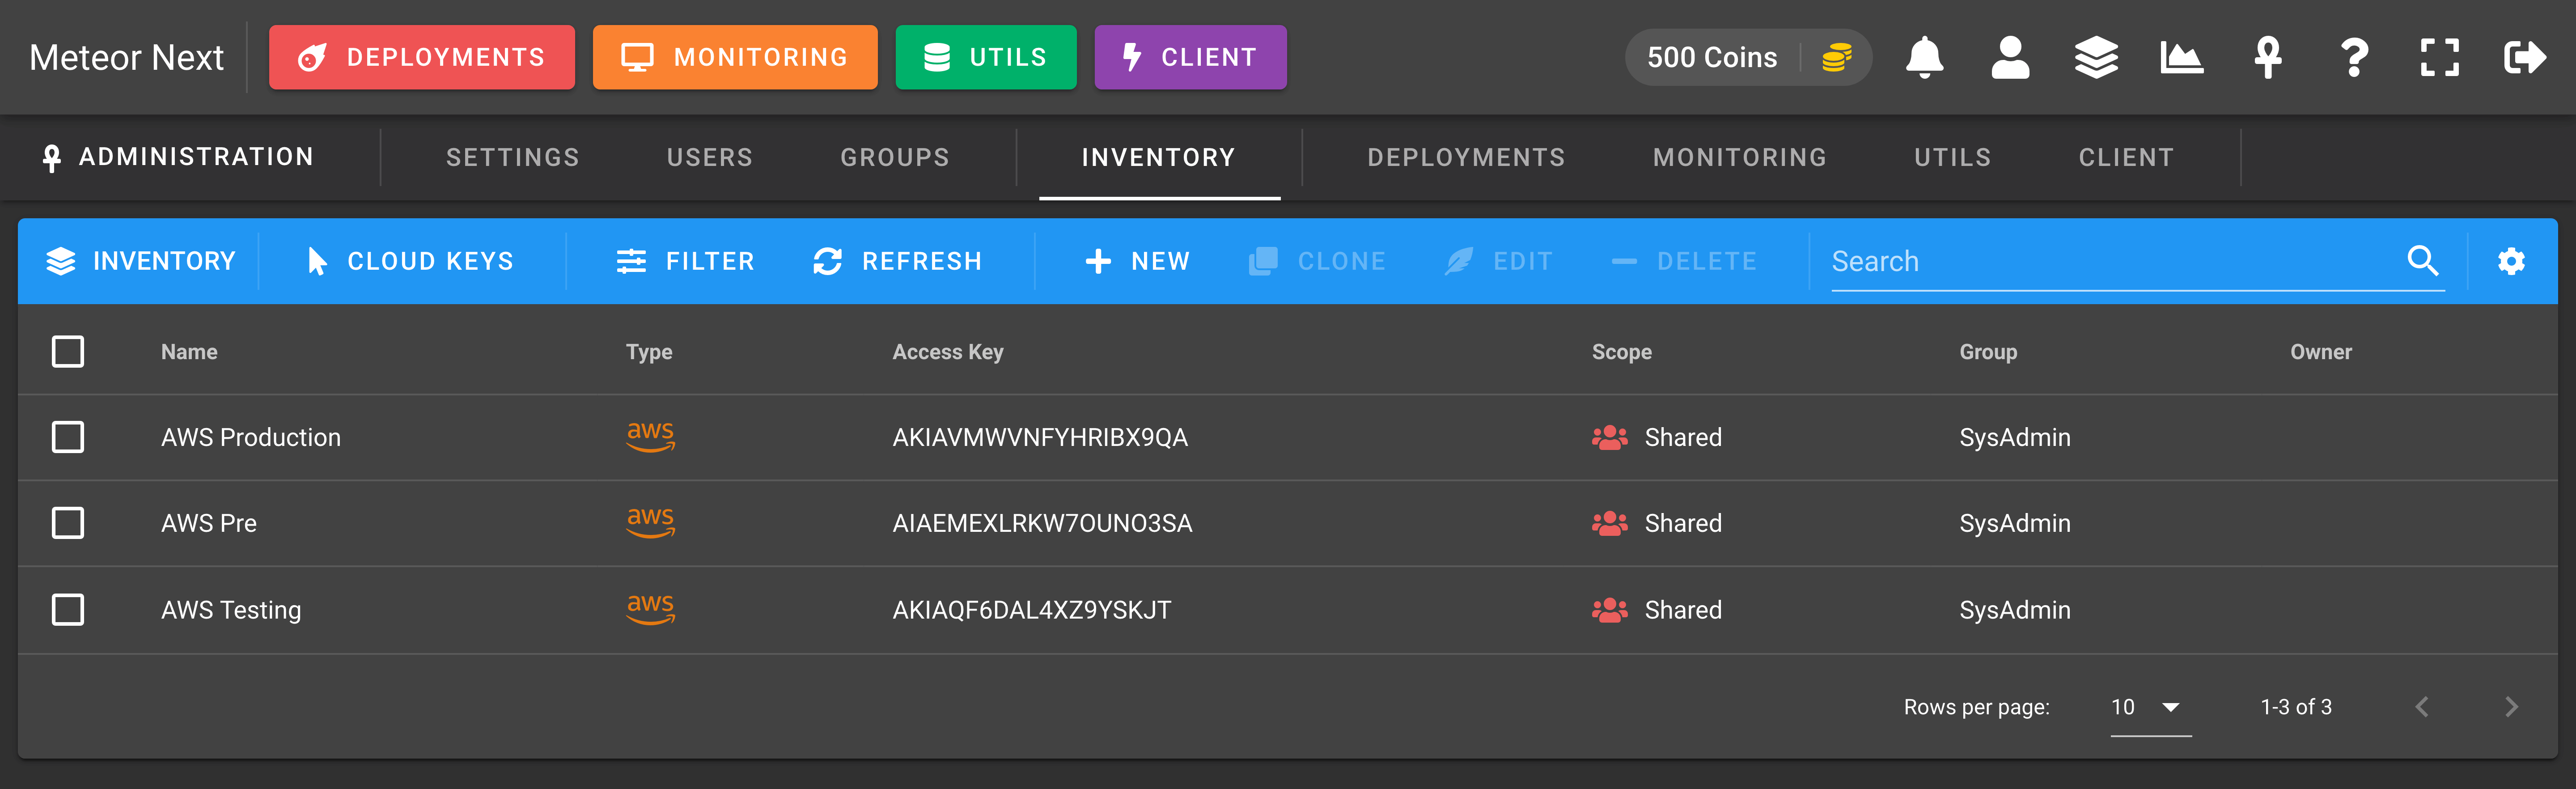 Meteor Next DEPLOYMENTS MONITORING UTILS CLIENT 500 Coins
ADMINISTRATION SETTINGS USERS GROUPS INVENTORY DEPLOYMENTS MONITORING UTILS CLIENT
INVENTORY CLOUD KEYS FILTER REFRESH NEW CLONE EDIT DELETE Search
Name Type Access Key Scope Group Owner
AWS Production aws AKIAVMWVNFYHRIBX9QA Shared SysAdmin
AWS Pre aws AIAEMEXLRKW7OUNO3SA Shared SysAdmin
AWS Testing aws AKIAQF6DAL4XZ9YSKJT Shared SysAdmin
Rows per page: 10 1-3 of 3